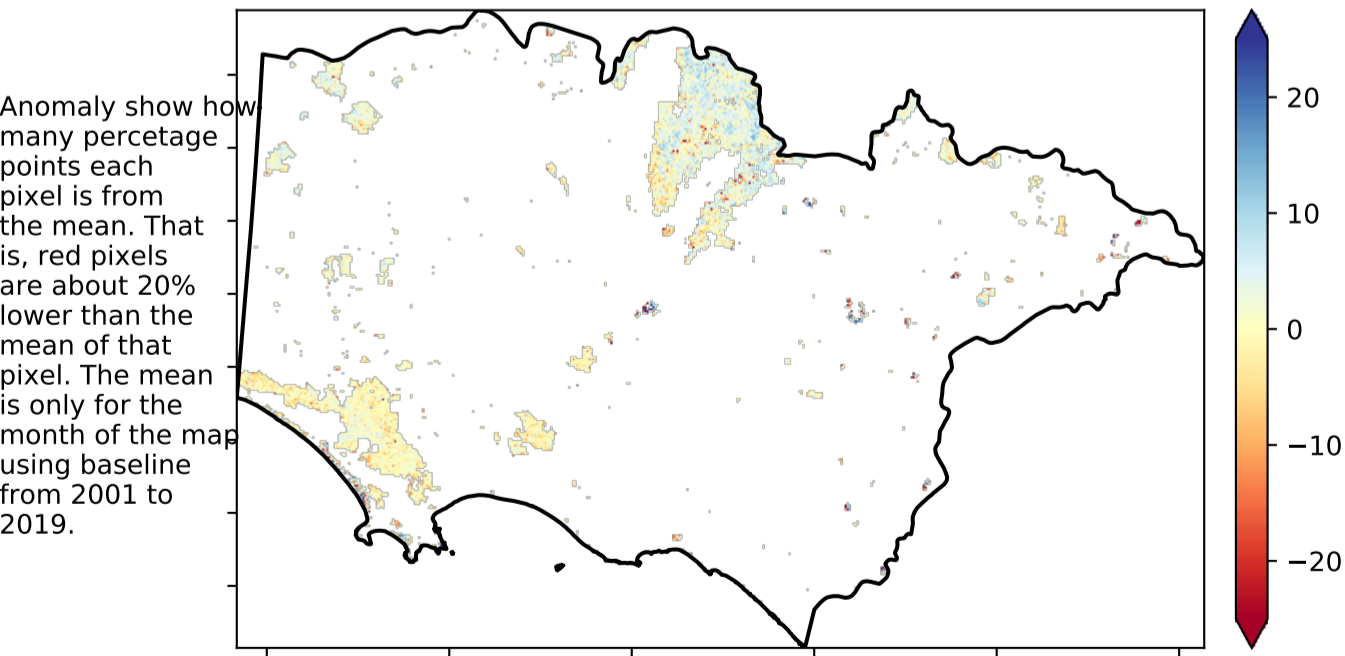 Anomaly show how
many percetage
points each
pixel is from
the mean. That
is, red pixels
are about 20%
lower than the
mean of that
pixel. The mean
is only for the
month of the map
using baseline
from 2001 to
2019.
20
10
0
−10
−20